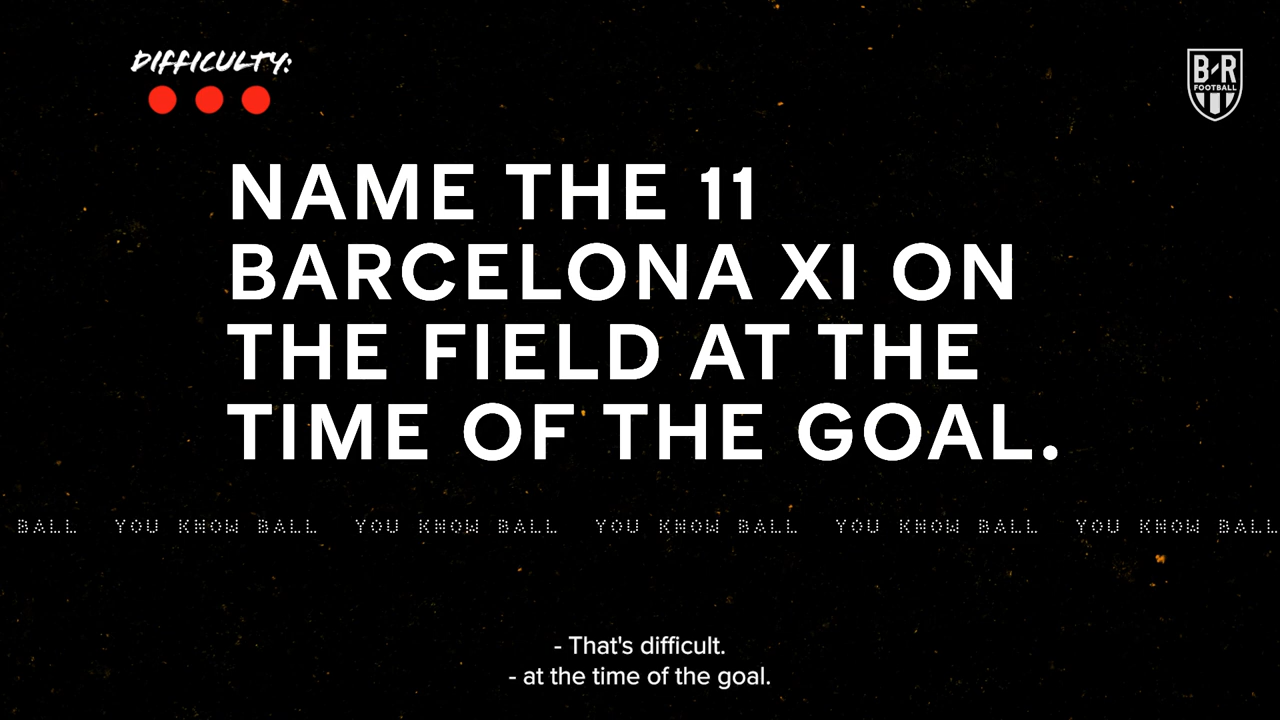 DIFFICULTY:
B R
FOOTBALL
NAME THE 11
BARCELONA XI ON
THE FIELD AT THE
TIME OF THE GOAL.
BALL YOU KNOW BALL YOU KNOW BALL YOU KNOW BALL YOU KNOW BALL YOU KNOW BALL
- That's difficult.
- at the time of the goal.